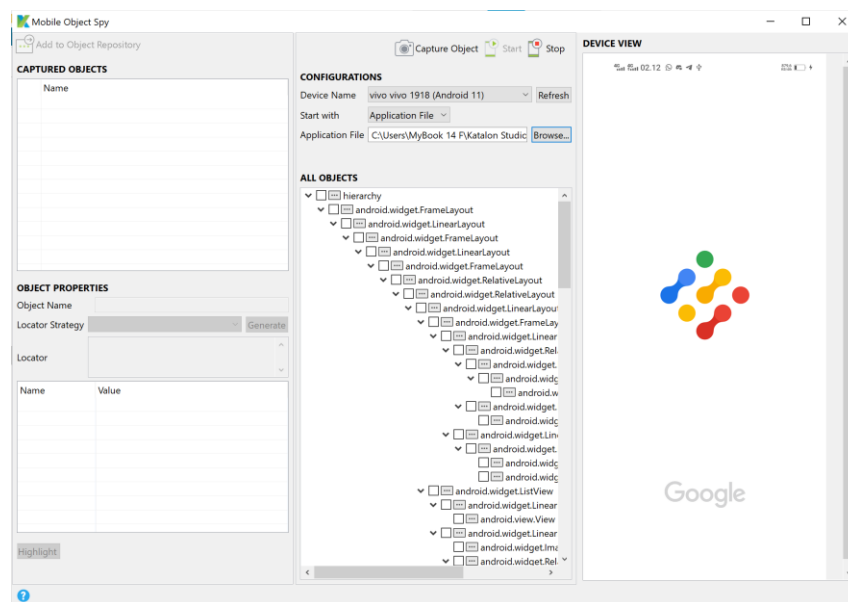 Mobile Object Spy
Add to Object Repository
CAPTURED OBJECTS
Name
OBJECT PROPERTIES
Object Name
Locator Strategy
Generate
Locator
Name Value
Highlight
Capture Object Start Stop
CONFIGURATIONS
Device Name vivo vivo 1918 (Android 11) Refresh
Start with Application File
Application File C:\Users\MyBook 14 F\Katalon Studic Browse...
ALL OBJECTS
hierarchy
android.widget.FrameLayout
android.widget.LinearLayout
android.widget.FrameLayout
android.widget.LinearLayout
android.widget.FrameLayout
android.widget.RelativeLayout
android.widget.RelativeLayout
android.widget.LinearLayout
android.widget.FrameLay
android.widget.Linear
android.widget.Rel
android.widget.
android.widg
android.w
android.widget.
android.widg
android.widget.Lin
android.widget.
android.widg
android.widg
android.widget.ListView
android.widget.Linear
android.view.View
android.widget.Linear
android.widget.Ima
android.widget.Rel
DEVICE VIEW
02.12
Google